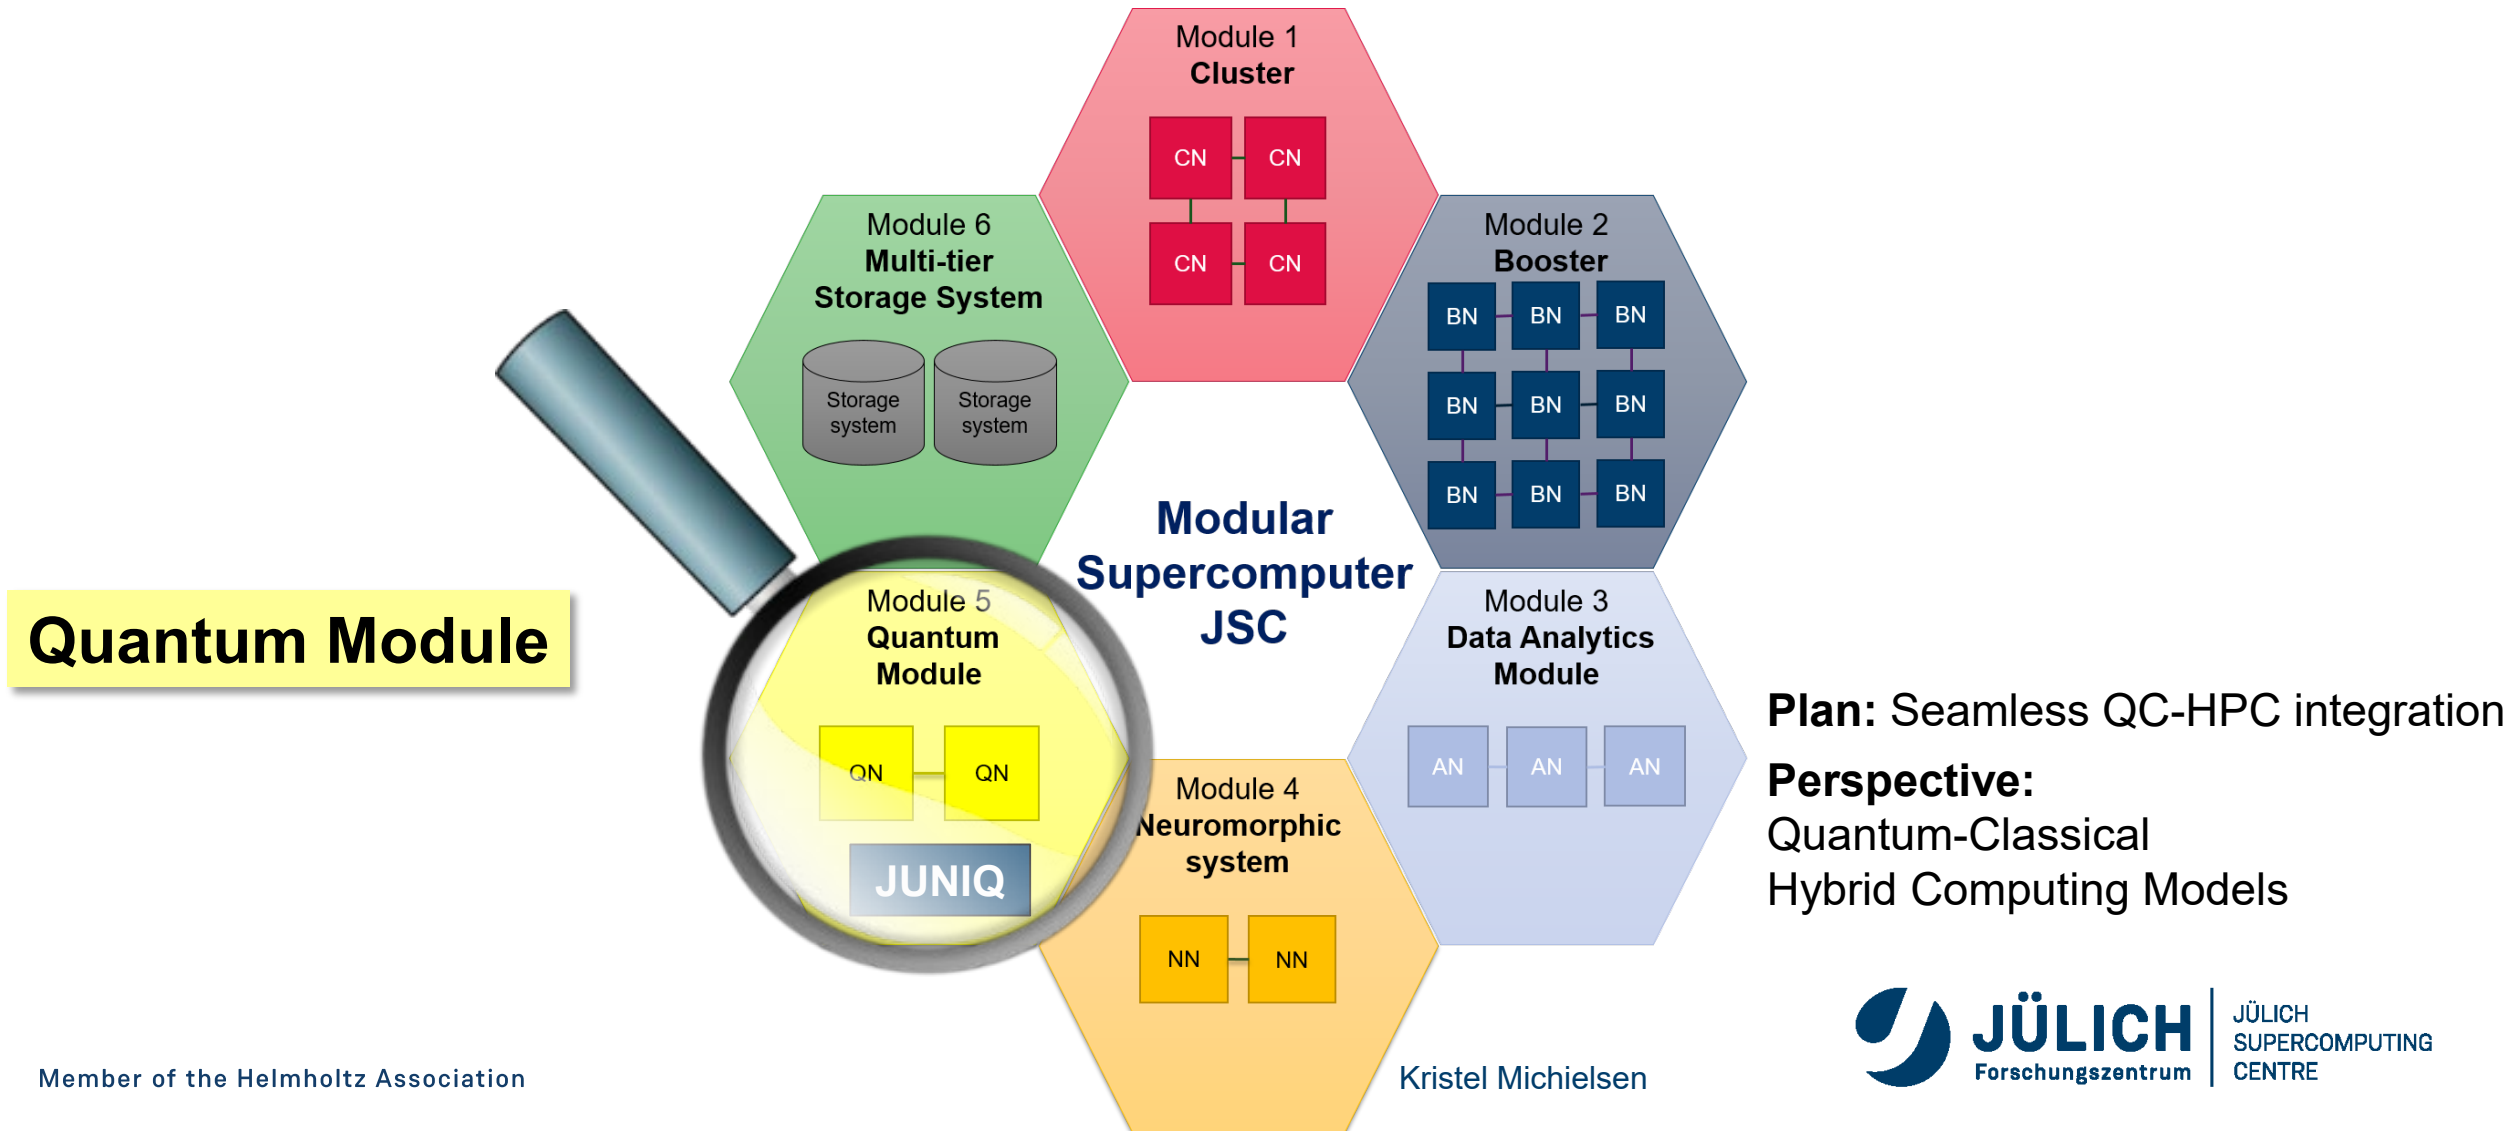 Module 1
Cluster
CN
CN
CN
CN
Module 6
Multi-tier
Storage System
Storage
system
Storage
system
Module 2
Booster
BN
BN
BN
BN
BN
BN
BN
BN
BN
Modular
Supercomputer
JSC
Quantum Module
Module 5
Quantum
Module
QN
QN
JUNIQ
Module 3
Data Analytics
Module
AN
AN
AN
Module 4
Neuromorphic
system
NN
NN
Plan: Seamless QC-HPC integration
Perspective:
Quantum-Classical
Hybrid Computing Models
Member of the Helmholtz Association
Kristel Michielsen
JÜLICH
Forschungszentrum
JÜLICH
SUPERCOMPUTING
CENTRE